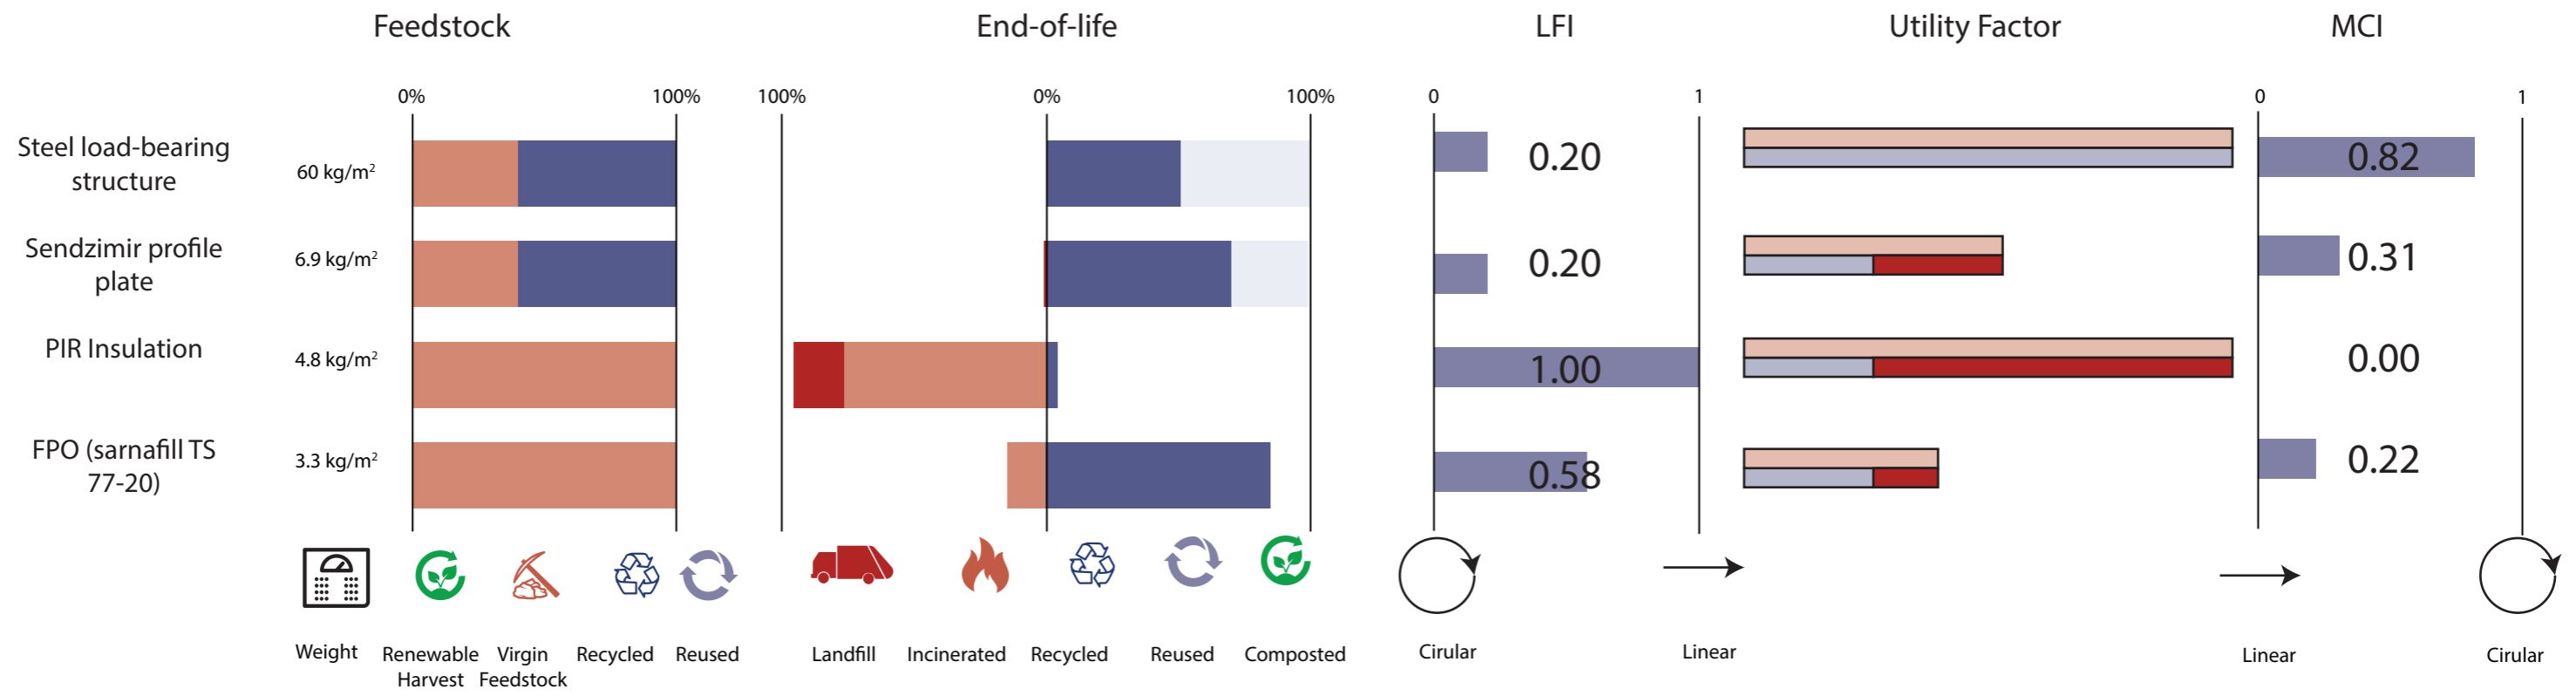 Feedstock End-of-life LFI Utility Factor MCI
0% 100% 100% 0% 100% 0 1 0 1
Steel load-bearing
structure
60 kg/m²
0.20
0.82
Sendzimir profile
plate
6.9 kg/m²
0.20
0.31
PIR Insulation
4.8 kg/m²
1.00
0.00
FPO (sarnafill TS
77-20)
3.3 kg/m²
0.58
0.22
Weight
Renewable
Harvest
Virgin
Feedstock
Recycled
Reused
Landfill
Incinerated
Recycled
Reused
Composted
Cirular
Linear
Linear
Cirular